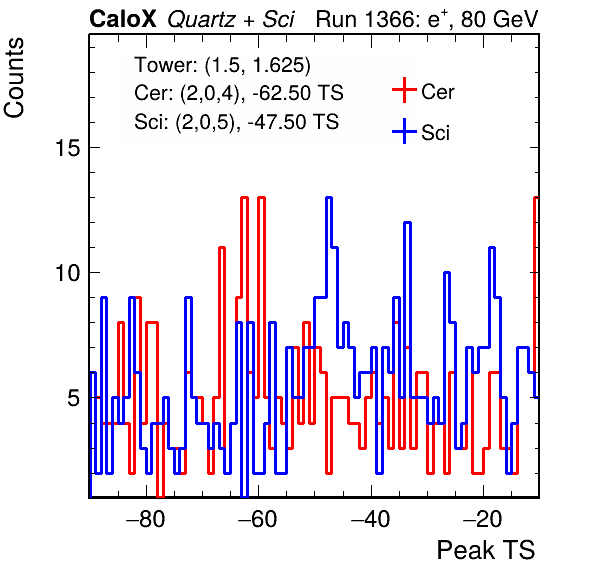 CaloX Quartz + Sci Run 1366: e⁺, 80 GeV
Counts
Tower: (1.5, 1.625)
Cer: (2,0,4), -62.50 TS
Sci: (2,0,5), -47.50 TS
Cer
Sci
15
10
5
−80 −60 −40 −20
Peak TS